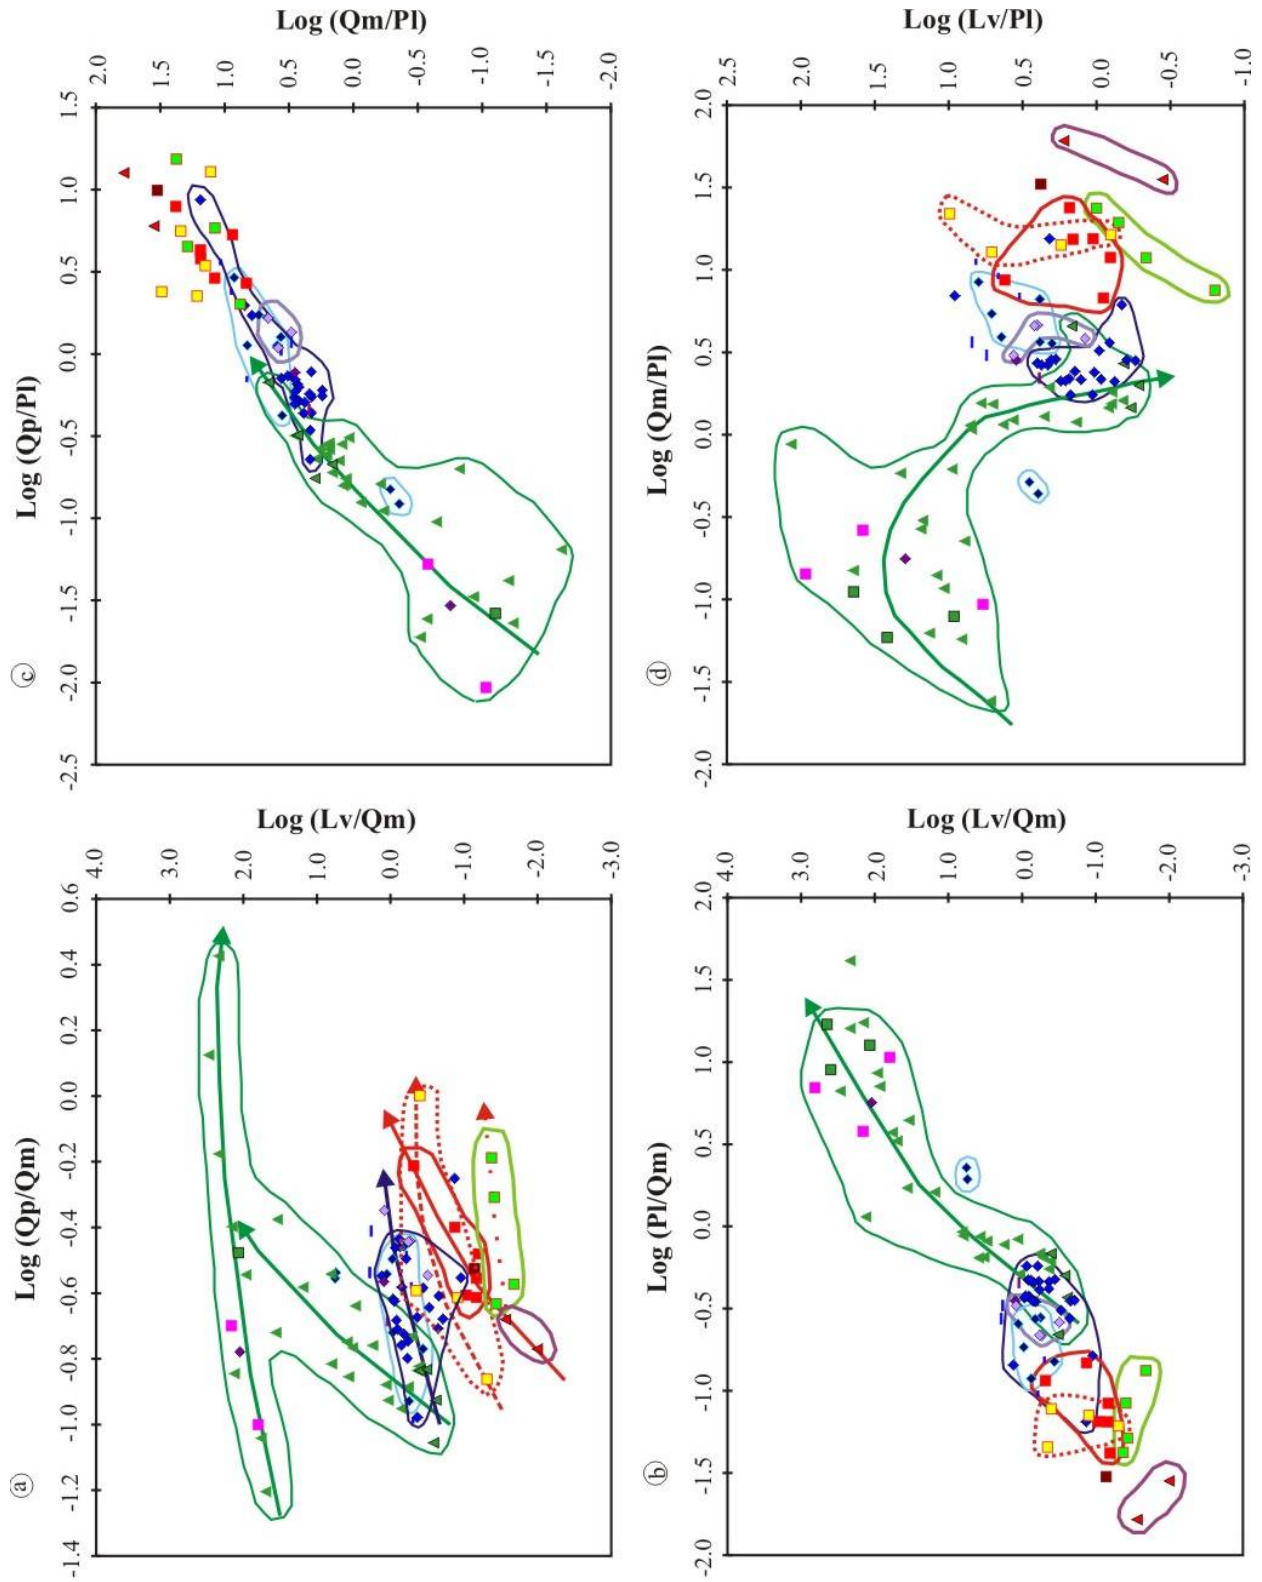 a
Log (Qp/Qm)
-1.4 -1.2 -1.0 -0.8 -0.6 -0.4 -0.2 0.0 0.2 0.4 0.6
4.0
3.0
2.0
1.0
0.0
-1.0
-2.0
-3.0
Log (Lv/Qm)
c
Log (Qp/Pl)
-2.5 -2.0 -1.5 -1.0 -0.5 0.0 0.5 1.0 1.5
2.0
1.5
1.0
0.5
0.0
-0.5
-1.0
-1.5
-2.0
Log (Qm/Pl)
b
Log (Pl/Qm)
-2.0 -1.5 -1.0 -0.5 0.0 0.5 1.0 1.5 2.0
4.0
3.0
2.0
1.0
0.0
-1.0
-2.0
-3.0
Log (Lv/Qm)
d
Log (Qm/Pl)
-2.0 -1.5 -1.0 -0.5 0.0 0.5 1.0 1.5 2.0
2.5
2.0
1.5
1.0
0.5
0.0
-0.5
-1.0
Log (Lv/Pl)